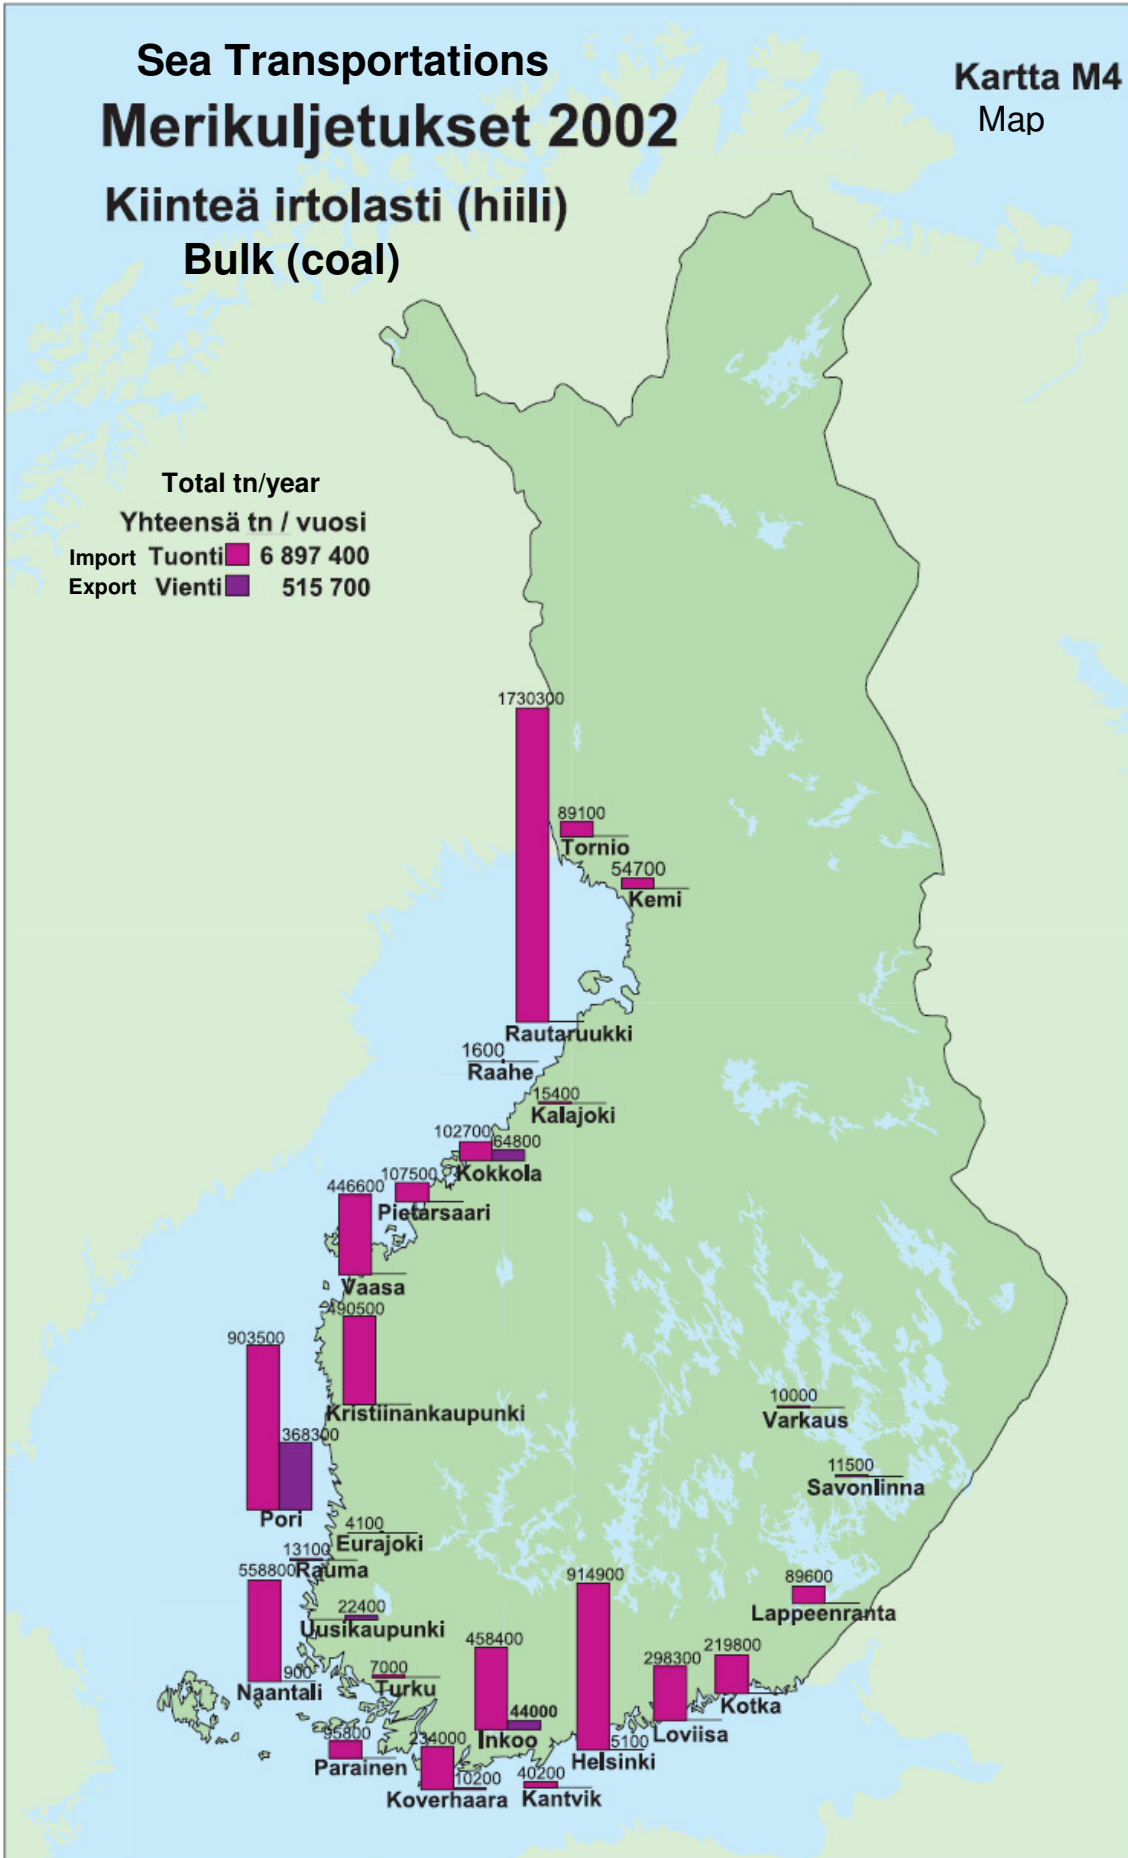 Sea Transportations
Merikuljetukset 2002
Kartta M4
Map
Kiinteä irtolasti (hiili)
Bulk (coal)
Total tn/year
Yhteensä tn / vuosi
Import Tuonti 6 897 400
Export Vienti 515 700
1730300
Rautaruukki
89100
Tornio
54700
Kemi
1600
Raahe
15400
Kalajoki
102700 64800
Kokkola
107500
Pietarsaari
446600
Vaasa
490500
Kristiinankaupunki
903500 368300
Pori
10000
Varkaus
11500
Savonlinna
4100
Eurajoki
13100
Rauma
558800 900
Naantali
22400
Uusikaupunki
7000
Turku
95800
Parainen
234000 10200
Koverhaara
458400 44000
Inkoo
40200
Kantvik
914900 5100
Helsinki
298300
Loviisa
219800
Kotka
89600
Lappeenranta